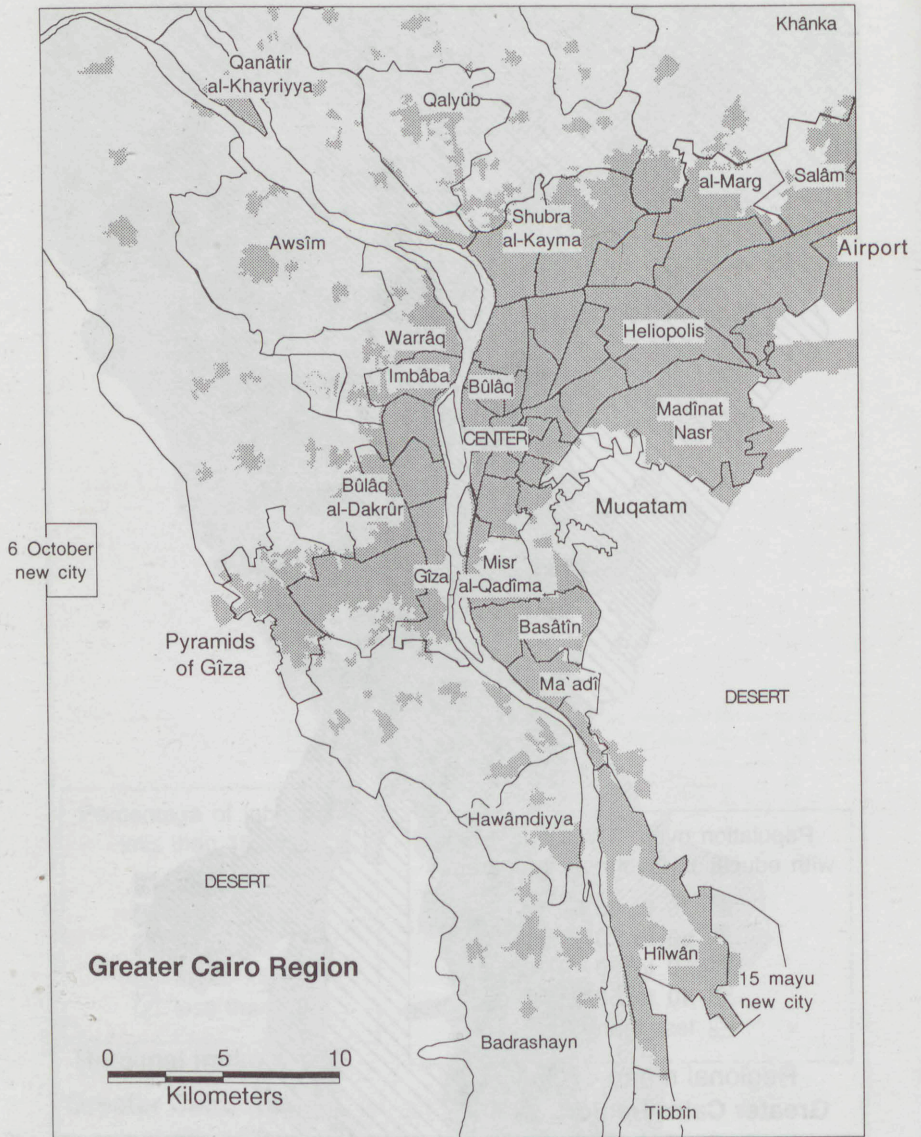 Khânka
Qanâtir
al-Khayriyya
Qalyûb
al-Marg
Salâm
Shubra
al-Kayma
Awsîm
Airport
Warrâq
Heliopolis
Imbâba
Bûlâq
Madînat
Nasr
CENTER
Bûlâq
al-Dakrûr
Muqatam
6 October
new city
Gîza
Misr
al-Qadîma
Basâtîn
Pyramids
of Gîza
Ma`adî
DESERT
Hawâmdiyya
DESERT
Hîlwân
Greater Cairo Region
15 mayu
new city
0 5 10
Kilometers
Badrashayn
Tibbîn